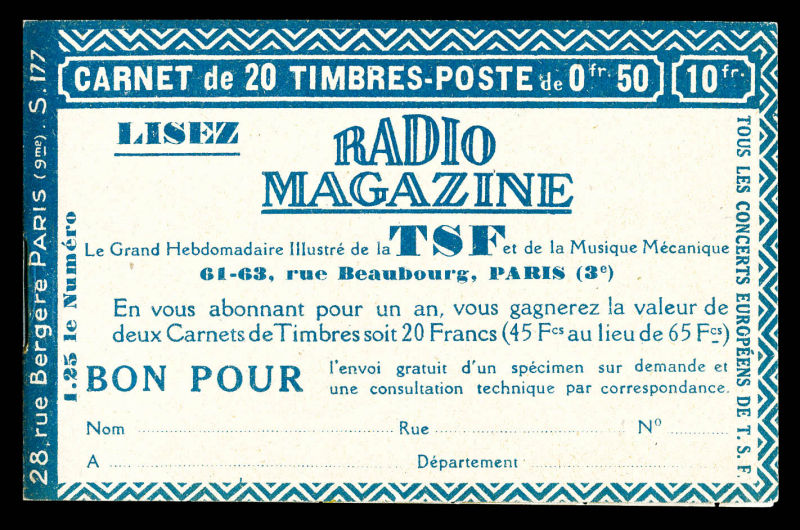 CARNET de 20 TIMBRES-POSTE de 0fr. 50 10fr.
LISEZ
RADIO
MAGAZINE
Le Grand Hebdomadaire Illustré de la TSF et de la Musique Mécanique
61-63, rue Beaubourg, PARIS (3e)
En vous abonnant pour un an, vous gagnerez la valeur de
deux Carnets de Timbres soit 20 Francs (45 Fcs au lieu de 65 Fcs)
BON POUR
l'envoi gratuit d'un spécimen sur demande et
une consultation technique par correspondance.
Nom Rue No
A Département
28, rue Bergère PARIS (9me). S. 177
1.25 le Numéro
TOUS LES CONCERTS EUROPÉENS DE T. S. F.